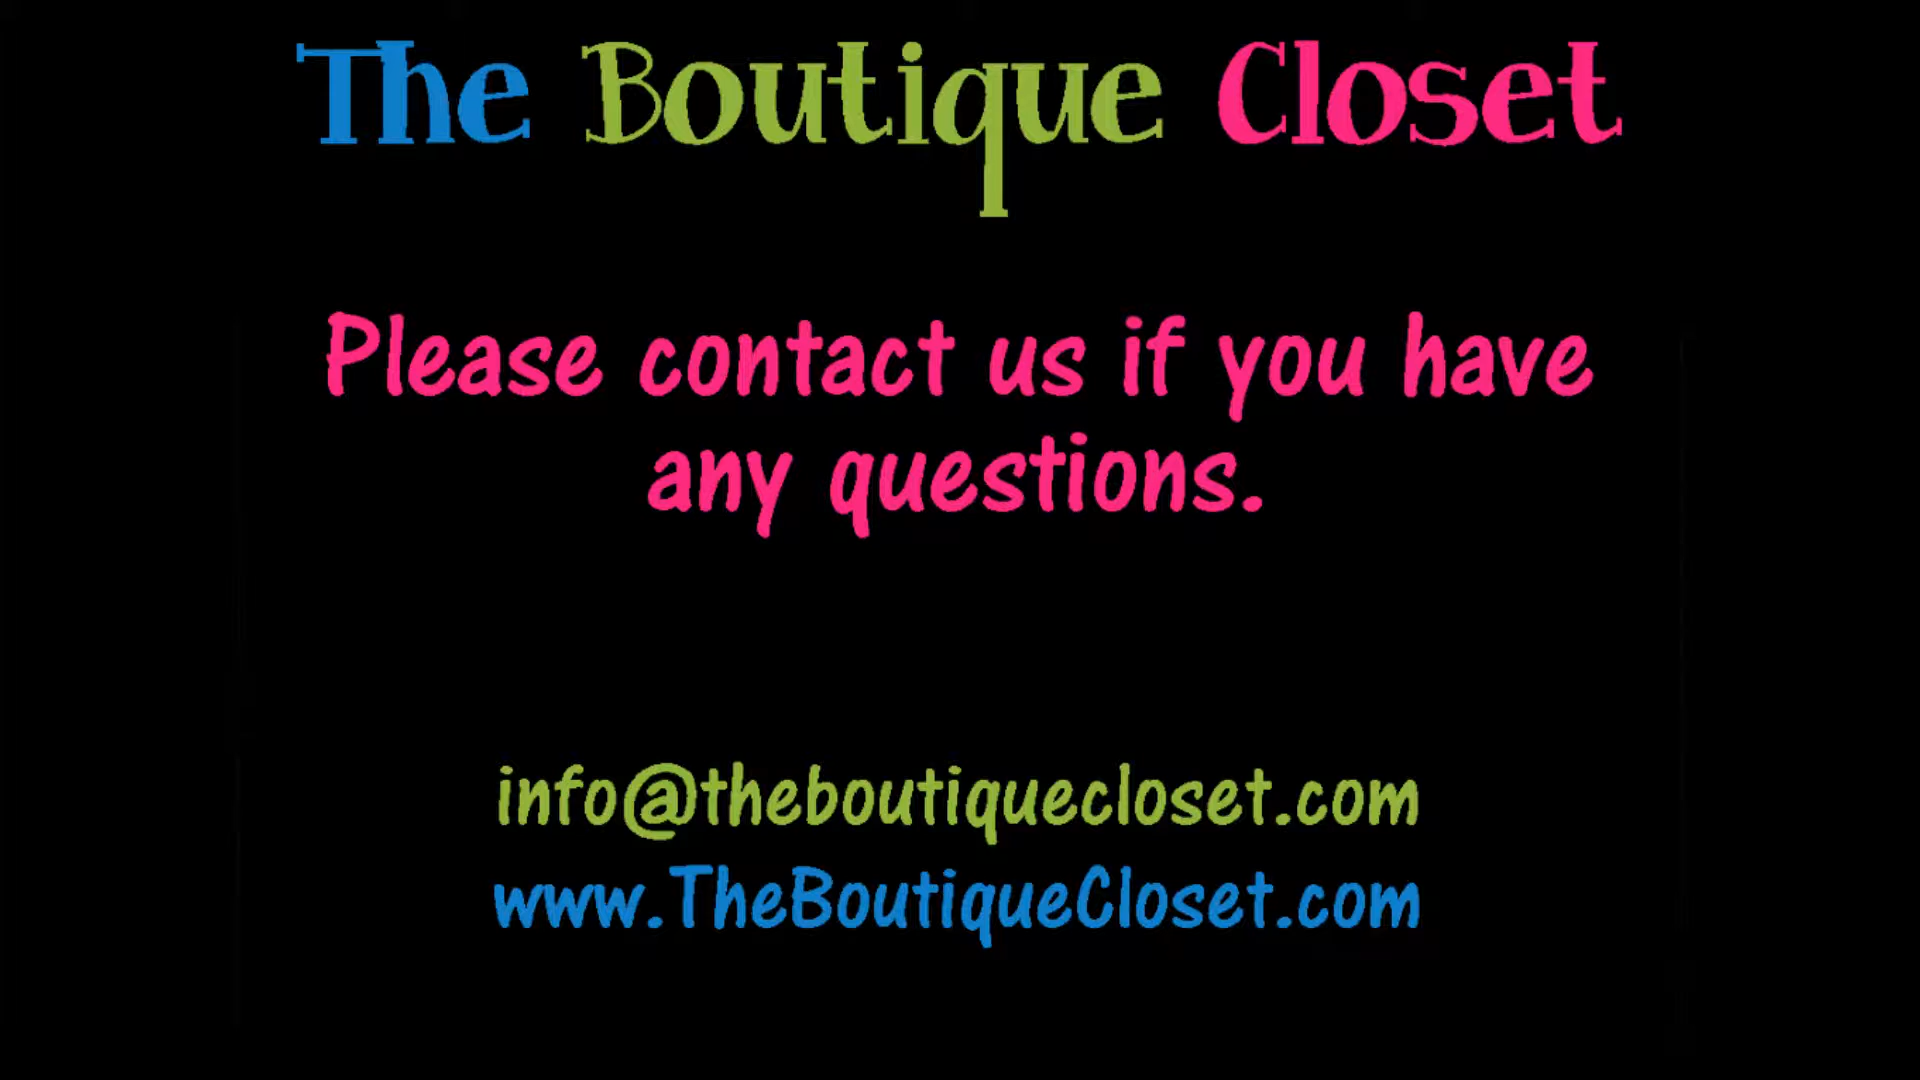 The Boutique Closet
Please contact us if you have
any questions.
info@theboutiquecloset.com
www.TheBoutiqueCloset.com